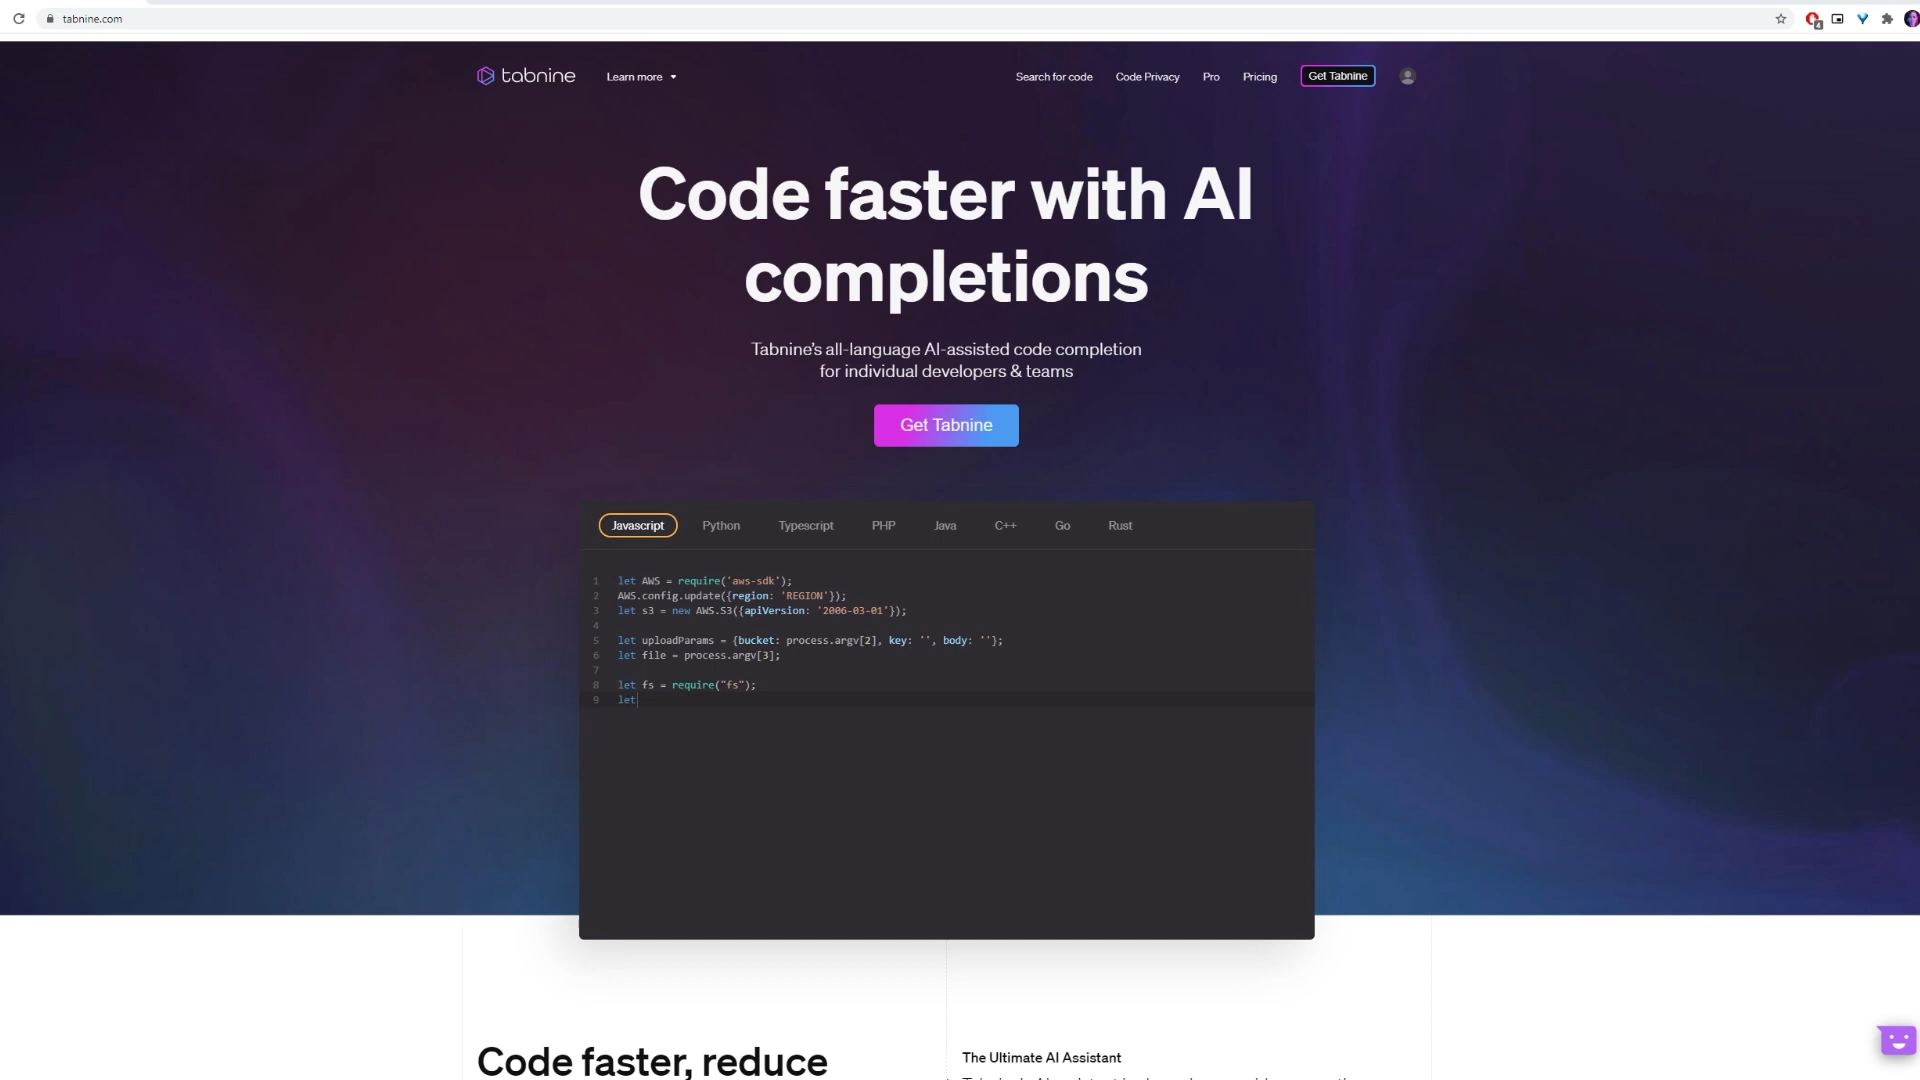 tabnine.com
4
tabnine
Learn more
Search for code
Code Privacy
Pro
Pricing
Get Tabnine
Code faster with AI
completions
Tabnine's all-language AI-assisted code completion
for individual developers & teams
Get Tabnine
Javascript
Python
Typescript
PHP
Java
C++
Go
Rust
1 let AWS = require('aws-sdk');
2 AWS.config.update({region: 'REGION'});
3 let s3 = new AWS.S3({apiVersion: '2006-03-01'});
4
5 let uploadParams = {bucket: process.argv[2], key: '', body: ''};
6 let file = process.argv[3];
7
8 let fs = require("fs");
9 let
Code faster, reduce
The Ultimate AI Assistant